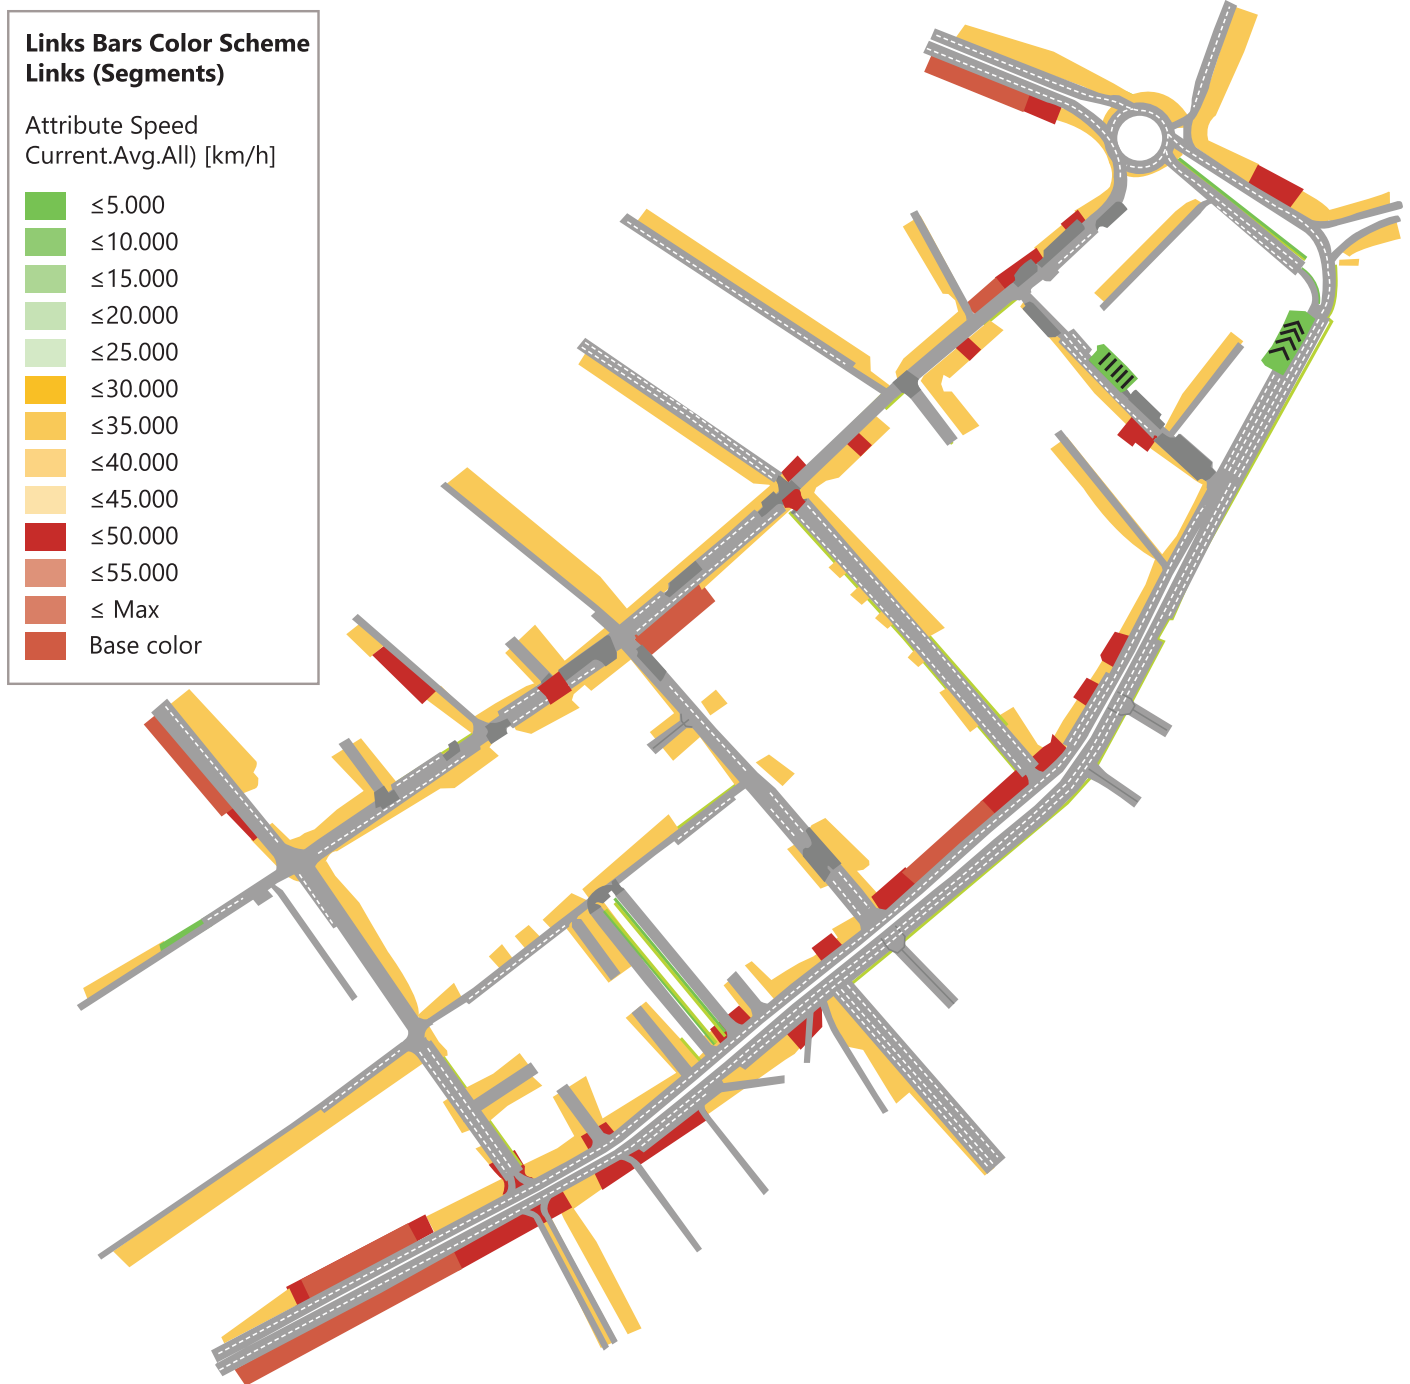 Links Bars Color Scheme
Links (Segments)
Attribute Speed
Current.Avg.All) [km/h]
≤5.000
≤10.000
≤15.000
≤20.000
≤25.000
≤30.000
≤35.000
≤40.000
≤45.000
≤50.000
≤55.000
≤ Max
Base color